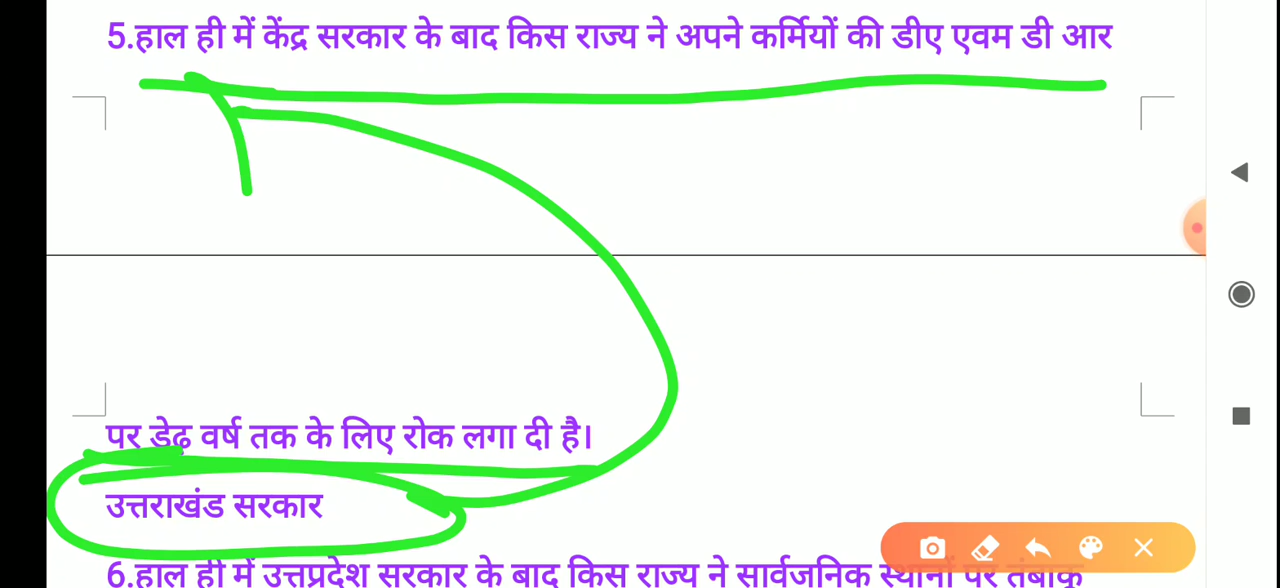 5.हाल ही में केंद्र सरकार के बाद किस राज्य ने अपने कर्मियों की डीए एवम डी आर
पर डेढ़ वर्ष तक के लिए रोक लगा दी है।
उत्तराखंड सरकार
6.हाल ही में उत्तप्रदेश सरकार के बाद किस राज्य ने सार्वजनिक स्थानों पर तंबाकू